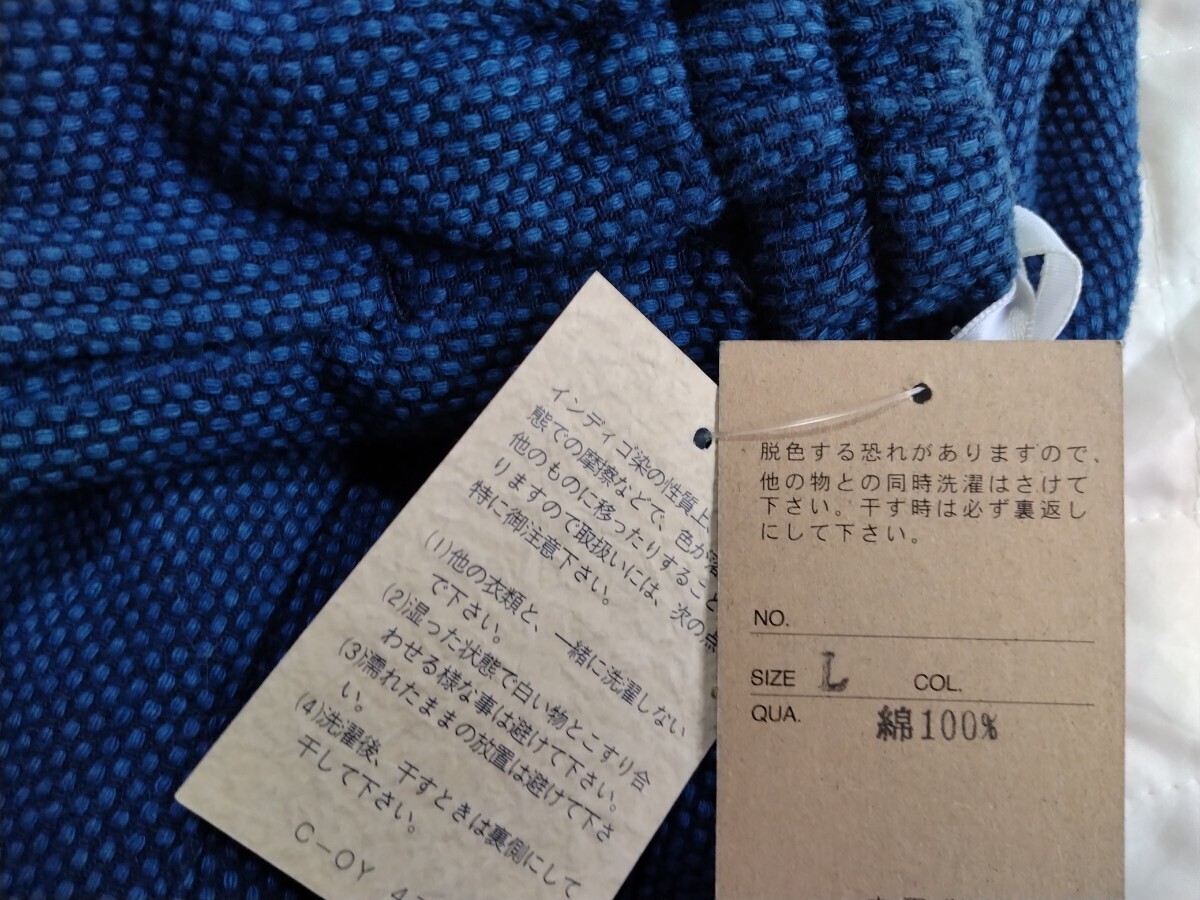 インディゴ染の性質上、
態での摩擦などで、色が
他のものに移ったりすること
りますので取扱いには、次の点
特に御注意下さい。
(1)他の衣類と、一緒に洗濯しない
で下さい。
(2)湿った状態で白い物とこすり合
わせる様な事は避けて下さい。
(3)濡れたままの放置は避けて下さ
い。
(4)洗濯後、干すときは裏側にして
干して下さい。
C-OY 4
脱色する恐れがありますので、
他の物との同時洗濯はさけて
下さい。干す時は必ず裏返し
にして下さい。
NO.
SIZE L COL.
QUA. 綿100%